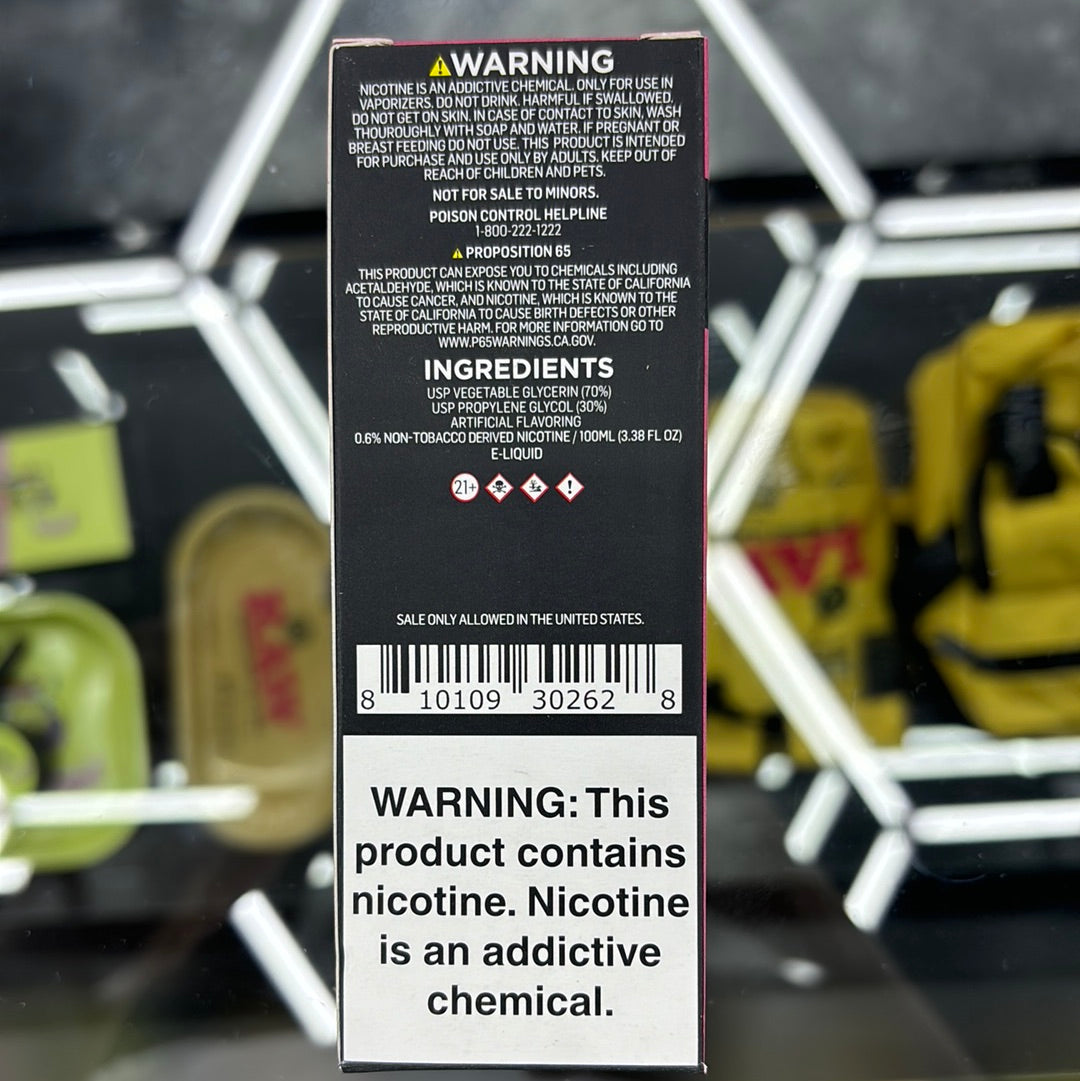 WARNING
NICOTINE IS AN ADDICTIVE CHEMICAL. ONLY FOR USE IN
VAPORIZERS. DO NOT DRINK. HARMFUL IF SWALLOWED.
DO NOT GET ON SKIN. IN CASE OF CONTACT TO SKIN, WASH
THOUROUGHLY WITH SOAP AND WATER. IF PREGNANT OR
BREAST FEEDING DO NOT USE. THIS PRODUCT IS INTENDED
FOR PURCHASE AND USE ONLY BY ADULTS. KEEP OUT OF
REACH OF CHILDREN AND PETS.
NOT FOR SALE TO MINORS.
POISON CONTROL HELPLINE
1-800-222-1222
PROPOSITION 65
THIS PRODUCT CAN EXPOSE YOU TO CHEMICALS INCLUDING
ACETALDEHYDE, WHICH IS KNOWN TO THE STATE OF CALIFORNIA
TO CAUSE CANCER, AND NICOTINE, WHICH IS KNOWN TO THE
STATE OF CALIFORNIA TO CAUSE BIRTH DEFECTS OR OTHER
REPRODUCTIVE HARM. FOR MORE INFORMATION GO TO
WWW.P65WARNINGS.CA.GOV.
INGREDIENTS
USP VEGETABLE GLYCERIN (70%)
USP PROPYLENE GLYCOL (30%)
ARTIFICIAL FLAVORING
0.6% NON-TOBACCO DERIVED NICOTINE / 100ML (3.38 FL OZ)
E-LIQUID
21+
SALE ONLY ALLOWED IN THE UNITED STATES.
8 10109 30262 8
WARNING: This
product contains
nicotine. Nicotine
is an addictive
chemical.
RAW
RAW